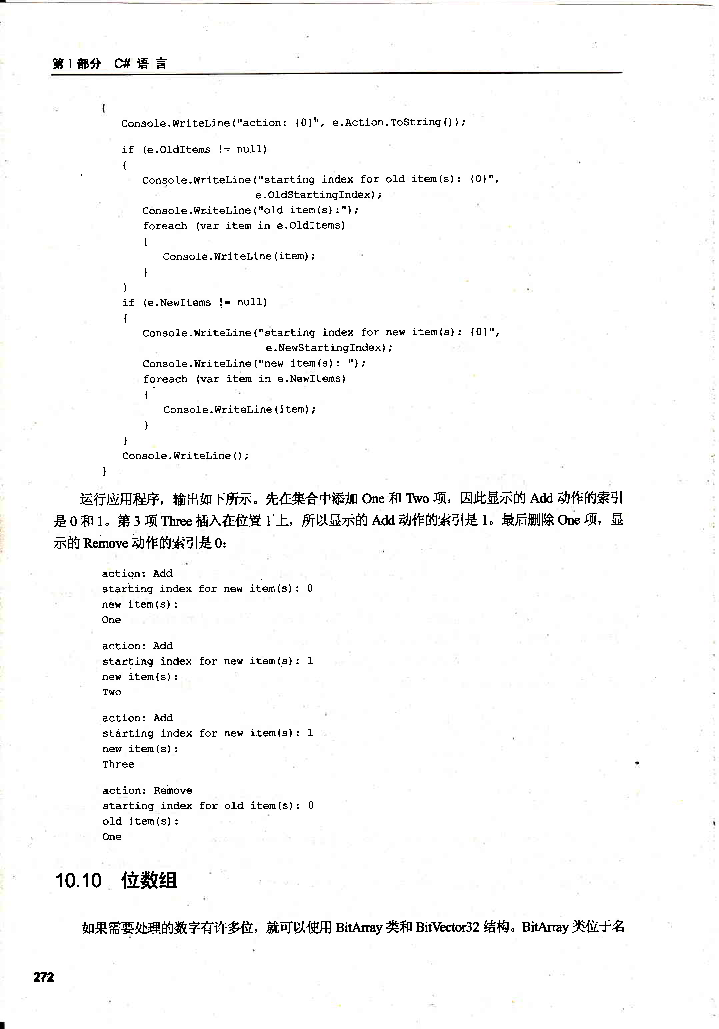 第1部分 C# 语 言
{
Console.WriteLine("action: {0}", e.Action.ToString());
if (e.OldItems != null)
{
Console.WriteLine("starting index for old item(s): {0}",
e.OldStartingIndex);
Console.WriteLine("old item(s):");
foreach (var item in e.OldItems)
{
Console.WriteLine(item);
}
}
if (e.NewItems != null)
{
Console.WriteLine("starting index for new item(s): {0}",
e.NewStartingIndex);
Console.WriteLine("new item(s): ");
foreach (var item in e.NewItems)
{
Console.WriteLine(item);
}
}
Console.WriteLine();
}
运行应用程序，输出如下所示。先在集合中添加 One 和 Two 项，因此显示的 Add 动作的索引
是 0 和 1。第 3 项 Three 插入在位置 1 上，所以显示的 Add 动作的索引是 1。最后删除 One 项，显
示的 Remove 动作的索引是 0：
action: Add
starting index for new item(s): 0
new item(s):
One
action: Add
starting index for new item(s): 1
new item(s):
Two
action: Add
starting index for new item(s): 1
new item(s):
Three
action: Remove
starting index for old item(s): 0
old item(s):
One
10.10 位数组
如果需要处理的数字有许多位，就可以使用 BitArray 类和 BitVector32 结构。BitArray 类位于名
272